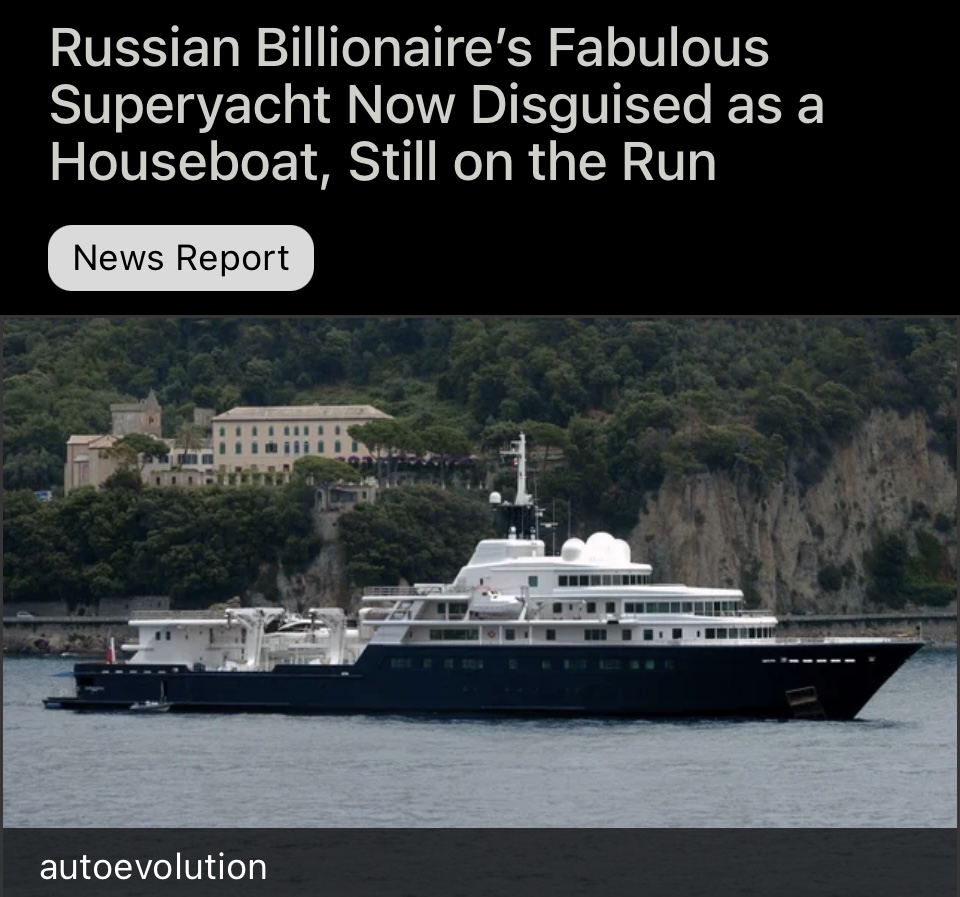 Russian Billionaire’s Fabulous
Superyacht Now Disguised as a
Houseboat, Still on the Run
News Report
autoevolution